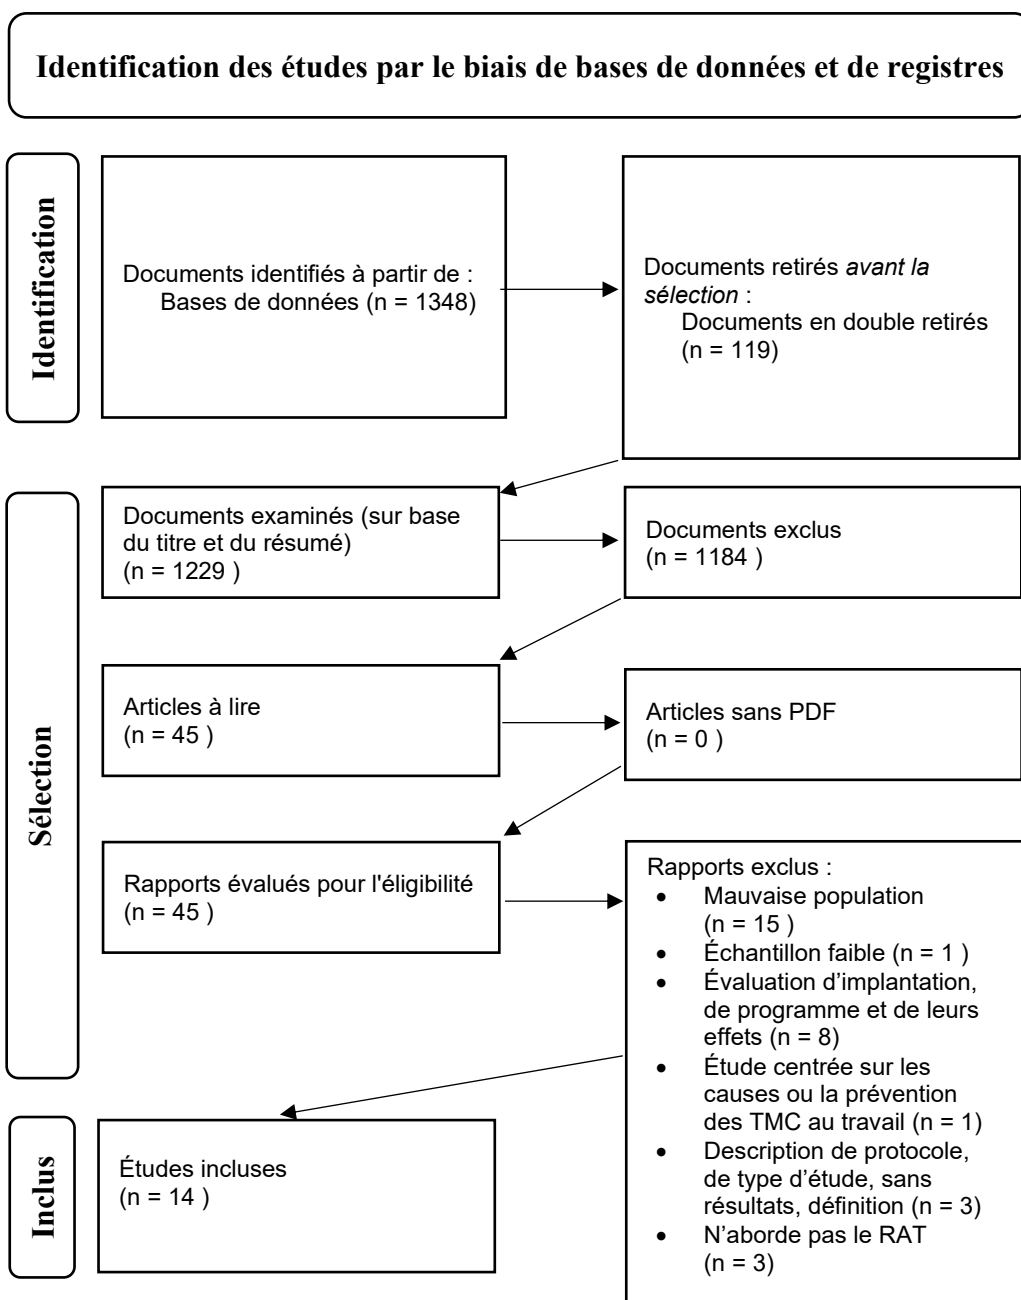 Identification des études par le biais de bases de données et de registres
Identification
Documents identifiés à partir de :
Bases de données (n = 1348)
Documents retirés avant la
sélection :
Documents en double retirés
(n = 119)
Sélection
Documents examinés (sur base
du titre et du résumé)
(n = 1229 )
Documents exclus
(n = 1184 )
Articles à lire
(n = 45 )
Articles sans PDF
(n = 0 )
Rapports évalués pour l'éligibilité
(n = 45 )
Rapports exclus :
• Mauvaise population
(n = 15 )
• Échantillon faible (n = 1 )
• Évaluation d’implantation,
de programme et de leurs
effets (n = 8)
• Étude centrée sur les
causes ou la prévention
des TMC au travail (n = 1)
• Description de protocole,
de type d’étude, sans
résultats, définition (n = 3)
• N’aborde pas le RAT
(n = 3)
Inclus
Études incluses
(n = 14 )